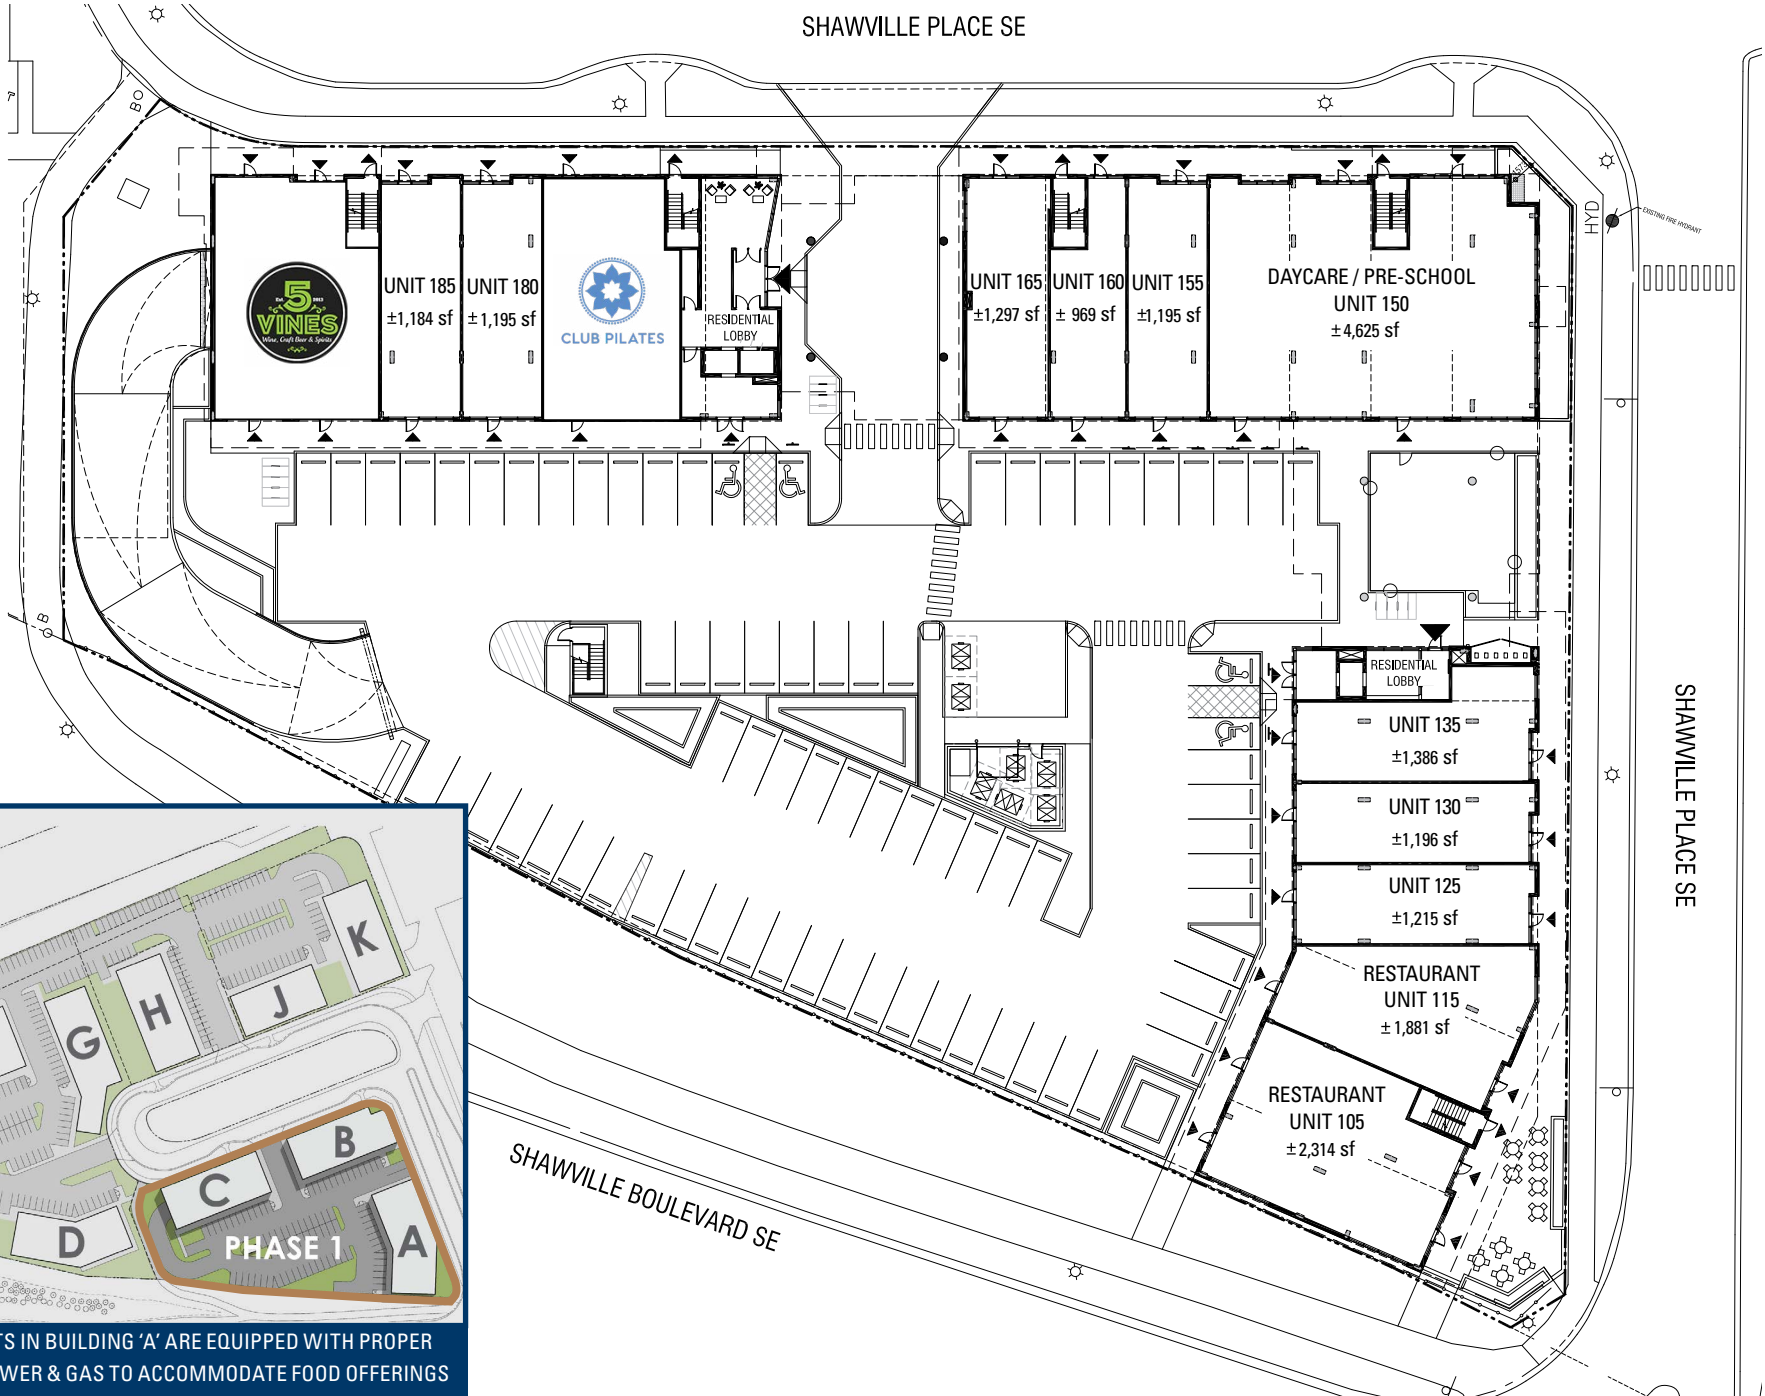 SHAWVILLE PLACE SE
BO
HYD
EXISTING FIRE HYDRANT
5
VINES
Wine, Craft Beer & Spirits
UNIT 185
±1,184 sf
UNIT 180
±1,195 sf
CLUB PILATES
RESIDENTIAL
LOBBY
UNIT 165
±1,297 sf
UNIT 160
± 969 sf
UNIT 155
±1,195 sf
DAYCARE / PRE-SCHOOL
UNIT 150
±4,625 sf
B
RESIDENTIAL
LOBBY
UNIT 135
±1,386 sf
UNIT 130
±1,196 sf
UNIT 125
±1,215 sf
RESTAURANT
UNIT 115
±1,881 sf
RESTAURANT
UNIT 105
±2,314 sf
SHAWVILLE PLACE SE
SHAWVILLE BOULEVARD SE
K
J
H
G
B
C
A
D
PHASE 1
TS IN BUILDING ‘A’ ARE EQUIPPED WITH PROPER
WER & GAS TO ACCOMMODATE FOOD OFFERINGS